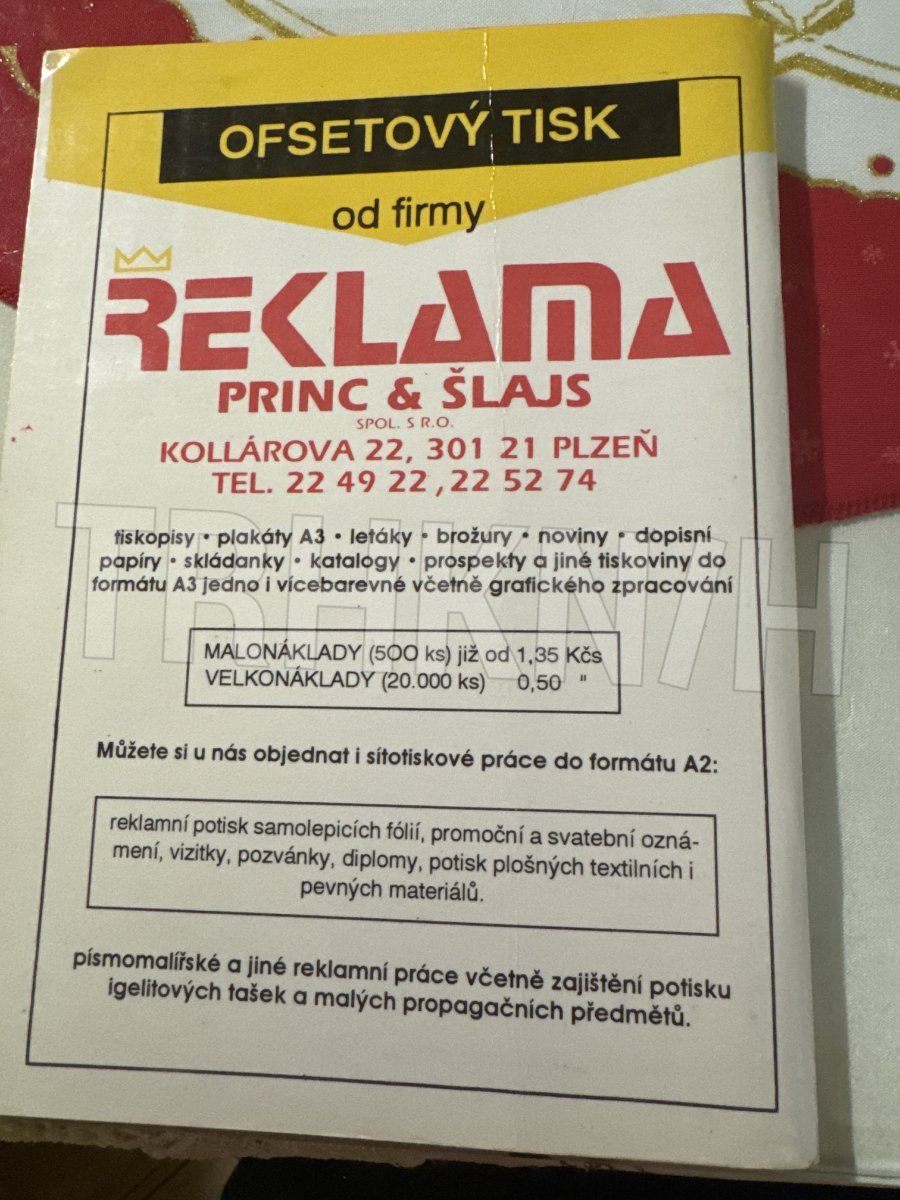 OFSETOVÝ TISK
od firmy
REKLAMA
PRINC & ŠLAJS
SPOL. S R.O.
KOLLÁROVA 22, 301 21 PLZEŇ
TEL. 22 49 22, 22 52 74
tiskopisy • plakáty A3 • letáky • brožury • noviny • dopisní
papíry • skládanky • katalogy • prospekty a jiné tiskoviny do
formátu A3 jedno i vícebarevné včetně grafického zpracování
MALONÁKLADY (500 ks) již od 1,35 Kčs
VELKONÁKLADY (20.000 ks) 0,50 "
Můžete si u nás objednat i sítotiskové práce do formátu A2:
reklamní potisk samolepicích fólií, promoční a svatební ozná-
mení, vizitky, pozvánky, diplomy, potisk plošných textilních i
pevných materiálů.
písmomalířské a jiné reklamní práce včetně zajištění potisku
igelitových tašek a malých propagačních předmětů.